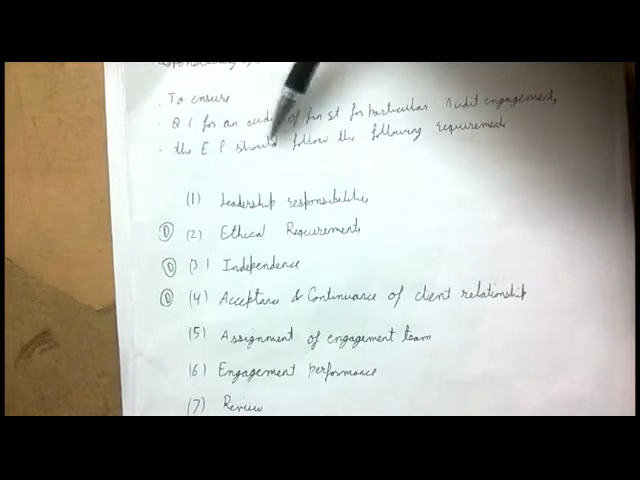 . To ensure
- Q C for an audit of fin st for particular Audit engagement,
- the E P should follow the following requirements
(1) Leadership responsibilities
(D) (2) Ethical Requirements
(D) (3) Independence
(D) (4) Acceptance & Continuance of client relationship
(5) Assignment of engagement team
(6) Engagement performance
(7) Review